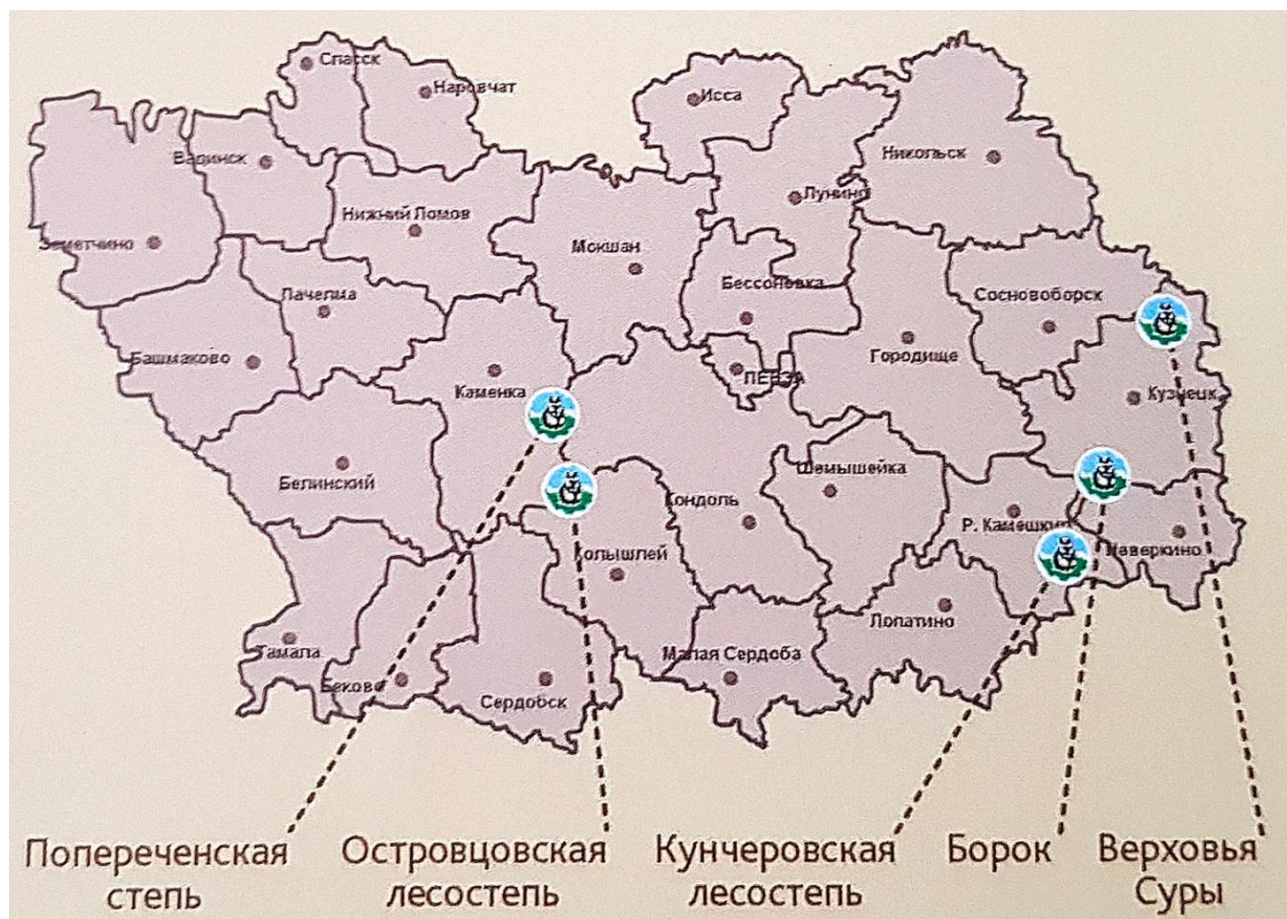 Спасск
Наровчат
Исса
Вадинск
Никольск
Лунино
Нижний Ломов
Земетчино
Мокшан
Бессоновка
Пачелма
Сосновоборск
Башмаково
Городище
ПЕНЗА
Каменка
Кузнецк
Белинский
Шемышейка
Кондоль
Р. Камешкир
Неверкино
Колышлей
Лопатино
Тамала
Малая Сердоба
Беково
Сердобск
Попереченская
степь
Островцовская
лесостепь
Кунчеровская
лесостепь
Борок
Верховья
Суры